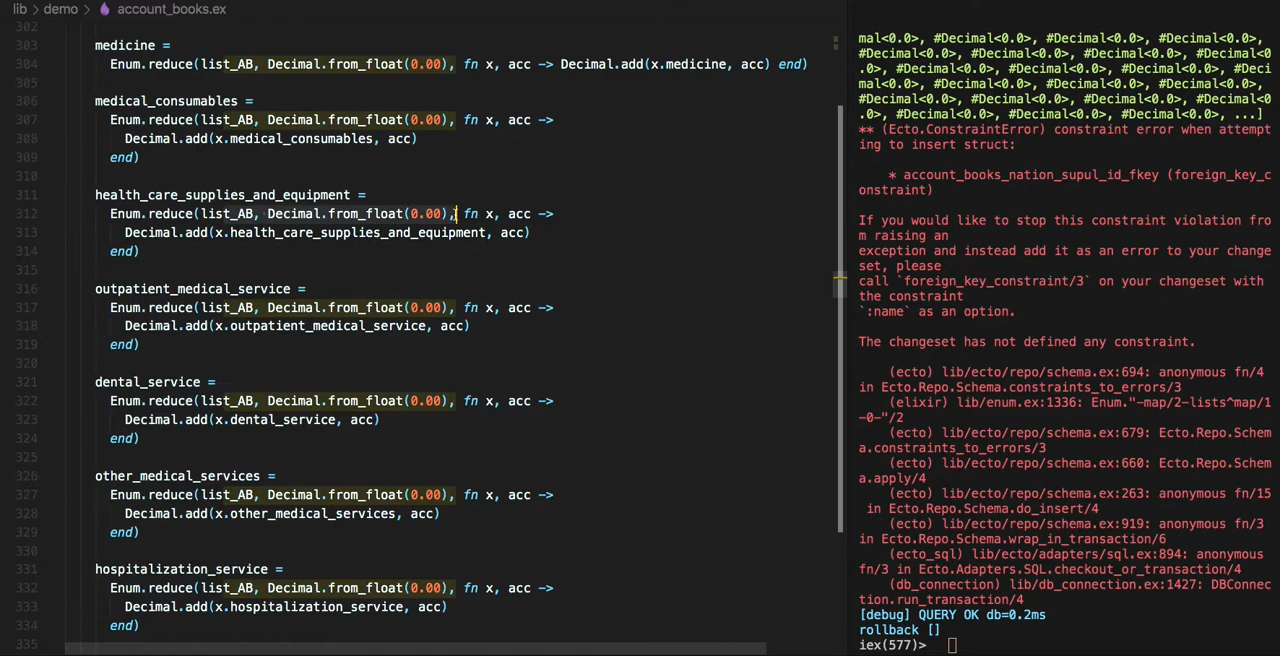 lib > demo > account_books.ex
302
303 medicine =
304 Enum.reduce(list_AB, Decimal.from_float(0.00), fn x, acc -> Decimal.add(x.medicine, acc) end)
305
306 medical_consumables =
307 Enum.reduce(list_AB, Decimal.from_float(0.00), fn x, acc ->
308 Decimal.add(x.medical_consumables, acc)
309 end)
310
311 health_care_supplies_and_equipment =
312 Enum.reduce(list_AB, Decimal.from_float(0.00), fn x, acc ->
313 Decimal.add(x.health_care_supplies_and_equipment, acc)
314 end)
315
316 outpatient_medical_service =
317 Enum.reduce(list_AB, Decimal.from_float(0.00), fn x, acc ->
318 Decimal.add(x.outpatient_medical_service, acc)
319 end)
320
321 dental_service =
322 Enum.reduce(list_AB, Decimal.from_float(0.00), fn x, acc ->
323 Decimal.add(x.dental_service, acc)
324 end)
325
326 other_medical_services =
327 Enum.reduce(list_AB, Decimal.from_float(0.00), fn x, acc ->
328 Decimal.add(x.other_medical_services, acc)
329 end)
330
331 hospitalization_service =
332 Enum.reduce(list_AB, Decimal.from_float(0.00), fn x, acc ->
333 Decimal.add(x.hospitalization_service, acc)
334 end)
335
mal<0.0>, #Decimal<0.0>, #Decimal<0.0>,
#Decimal<0.0>, #Decimal<0.0>, #Decimal<0
.0>, #Decimal<0.0>, #Decimal<0.0>, #Deci
mal<0.0>, #Decimal<0.0>, #Decimal<0.0>,
#Decimal<0.0>, #Decimal<0.0>, #Decimal<0
.0>, #Decimal<0.0>, #Decimal<0.0>, ...]
** (Ecto.ConstraintError) constraint error when attempt
ing to insert struct:
* account_books_nation_supul_id_fkey (foreign_key_c
onstraint)
If you would like to stop this constraint violation fro
m raising an
exception and instead add it as an error to your change
set, please
call `foreign_key_constraint/3` on your changeset with
the constraint
`:name` as an option.
The changeset has not defined any constraint.
(ecto) lib/ecto/repo/schema.ex:694: anonymous fn/4
in Ecto.Repo.Schema.constraints_to_errors/3
(elixir) lib/enum.ex:1336: Enum."-map/2-lists^map/1
-0-"/2
(ecto) lib/ecto/repo/schema.ex:679: Ecto.Repo.Schem
a.constraints_to_errors/3
(ecto) lib/ecto/repo/schema.ex:660: Ecto.Repo.Schem
a.apply/4
(ecto) lib/ecto/repo/schema.ex:263: anonymous fn/15
in Ecto.Repo.Schema.do_insert/4
(ecto) lib/ecto/repo/schema.ex:919: anonymous fn/3
in Ecto.Repo.Schema.wrap_in_transaction/6
(ecto_sql) lib/ecto/adapters/sql.ex:894: anonymous
fn/3 in Ecto.Adapters.SQL.checkout_or_transaction/4
(db_connection) lib/db_connection.ex:1427: DBConnec
tion.run_transaction/4
[debug] QUERY OK db=0.2ms
rollback []
iex(577)>